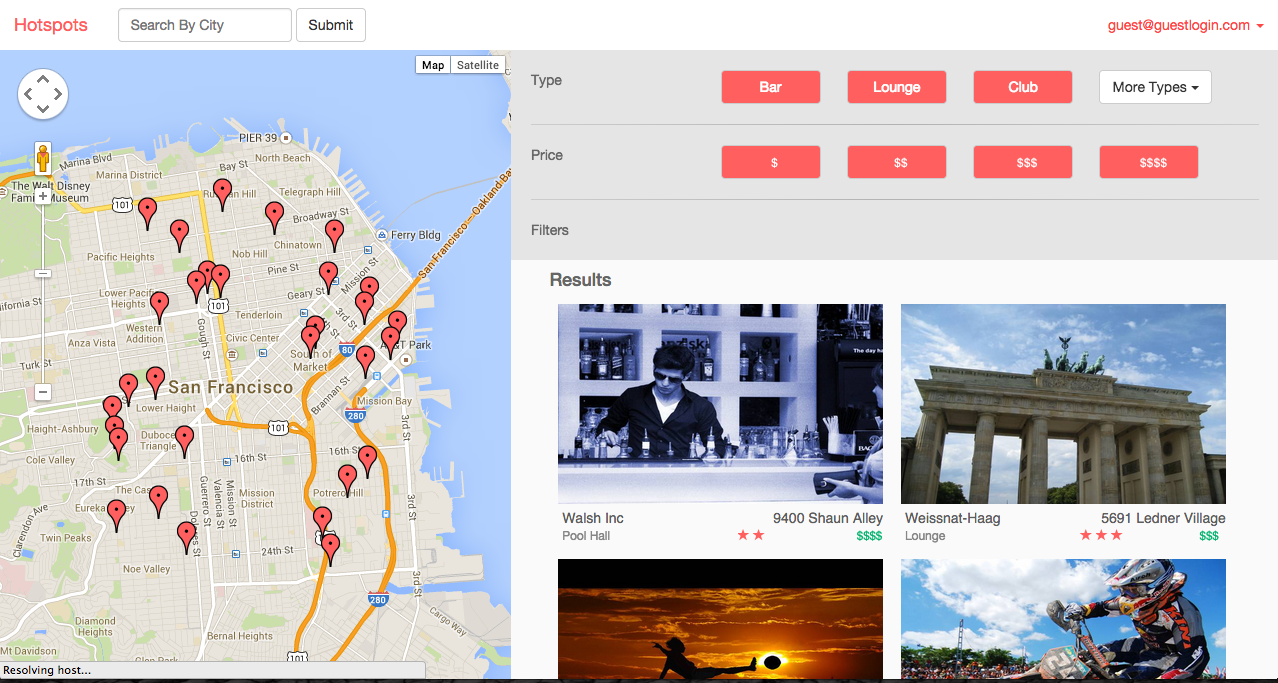 Hotspots
Search By City
Submit
guest@guestlogin.com
Map
Satellite
PIER 39
Marina Blvd
Bay St
North Beach
Marina District
The Walt Disney
Family Museum
Telegraph Hill
Russian Hill
101
Broadway St
Ferry Bldg
Chinatown
Pacific Heights
Nob Hill
Pine St
Mission St
San Francisco – Oakland Bay
Lower Pacific
Heights
Geary St
101
California St
Tenderloin
3rd St
Western
Addition
Anza Vista
Gough St
Civic Center
80
AT&T Park
Turk St
South of
Market
San Francisco
Brannan St
Mission Bay
Lower Haight
280
Haight-Ashbury
101
Duboce
Triangle
3rd St
Cole Valley
16th St
16th St
17th St
The Castro
Guerrero St
Valencia St
Mission St
Mission
District
Potrero Hill
3rd St
Clarendon Ave
Eureka Valley
Dolores St
Twin Peaks
24th St
Noe Valley
3rd St
280
Cargo Way
Diamond
Heights
Bernal Heights
Mt Davidson
Glen Park
101
Resolving host...
Type
Bar
Lounge
Club
More Types
Price
$
$$
$$$
$$$$
Filters
Results
The day
Walsh Inc
9400 Shaun Alley
Pool Hall
★★
$$$$
Weissnat-Haag
5691 Ledner Village
Lounge
★★★
$$$